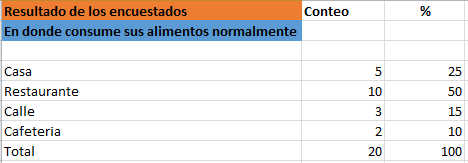 Resultado de los encuestados Conteo %
En donde consume sus alimentos normalmente
Casa 5 25
Restaurante 10 50
Calle 3 15
Cafeteria 2 10
Total 20 100